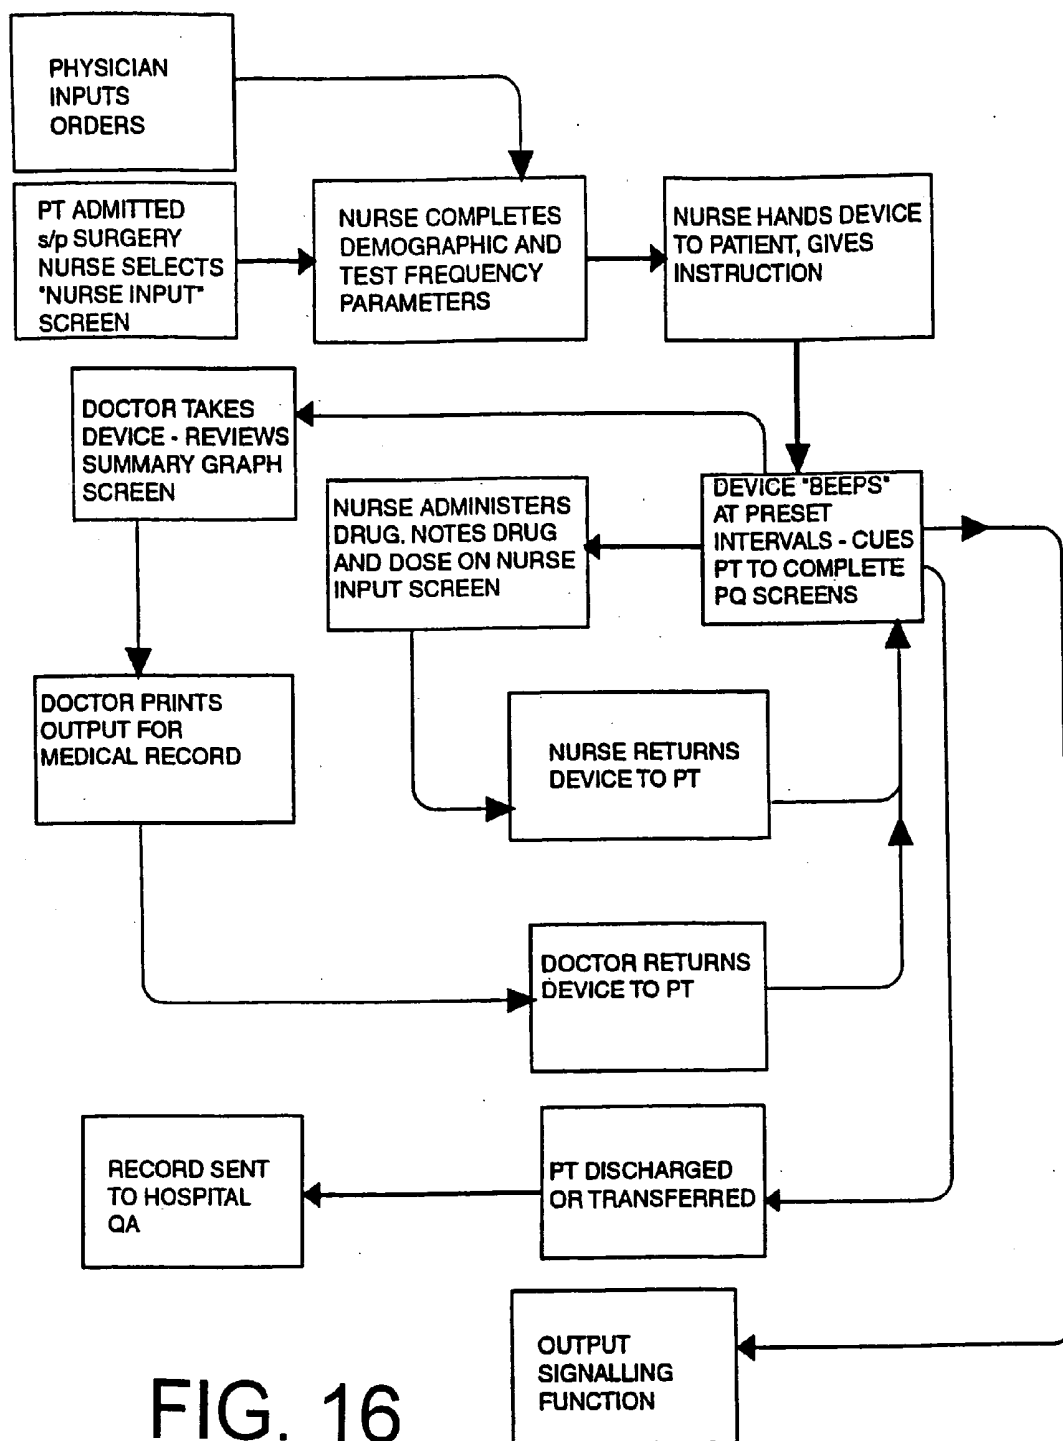 PHYSICIAN
INPUTS
ORDERS
PT ADMITTED
s/p SURGERY
NURSE SELECTS
"NURSE INPUT"
SCREEN
NURSE COMPLETES
DEMOGRAPHIC AND
TEST FREQUENCY
PARAMETERS
NURSE HANDS DEVICE
TO PATIENT, GIVES
INSTRUCTION
DOCTOR TAKES
DEVICE - REVIEWS
SUMMARY GRAPH
SCREEN
NURSE ADMINISTERS
DRUG. NOTES DRUG
AND DOSE ON NURSE
INPUT SCREEN
DEVICE "BEEPS"
AT PRESET
INTERVALS - CUES
PT TO COMPLETE
PQ SCREENS
DOCTOR PRINTS
OUTPUT FOR
MEDICAL RECORD
NURSE RETURNS
DEVICE TO PT
DOCTOR RETURNS
DEVICE TO PT
RECORD SENT
TO HOSPITAL
QA
PT DISCHARGED
OR TRANSFERRED
OUTPUT
SIGNALLING
FUNCTION
FIG. 16